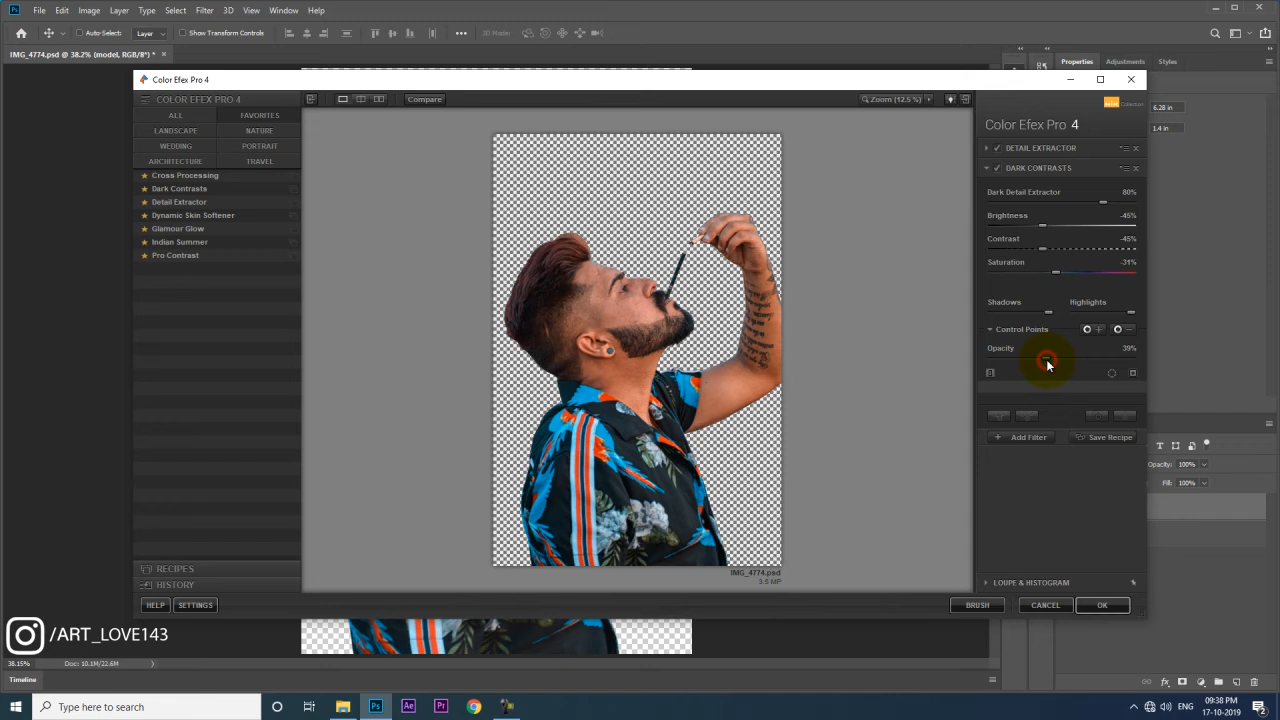 Ps File Edit Image Layer Type Select Filter 3D View Window Help
Auto-Select: Layer Show Transform Controls 3D Mode:
IMG_4774.psd @ 38.2% (model, RGB/8*) * × Properties Adjustments Styles
Color Efex Pro 4
COLOR EFEX PRO 4 Compare Zoom (12.5 %) Collection
6.28 in
ALL FAVORITES
Color Efex Pro 4
1.4 in
LANDSCAPE NATURE
WEDDING PORTRAIT
DETAIL EXTRACTOR
ARCHITECTURE TRAVEL
DARK CONTRASTS
Cross Processing
Dark Contrasts
Detail Extractor
Dynamic Skin Softener
Glamour Glow
Indian Summer
Pro Contrast
Dark Detail Extractor 80%
Brightness -45%
Contrast -45%
Saturation -31%
Shadows Highlights
Control Points
Opacity 39%
Add Filter Save Recipe
Opacity: 100%
Fill: 100%
IMG_4774.psd
3.6 MP
RECIPES
HISTORY
LOUPE & HISTOGRAM
HELP SETTINGS BRUSH CANCEL OK
/ART_LOVE143
38.15% Doc: 10.1M/22.6M
Timeline
Type here to search
Ps Ae Pr
ENG
09:38 PM
17-10-2019
2